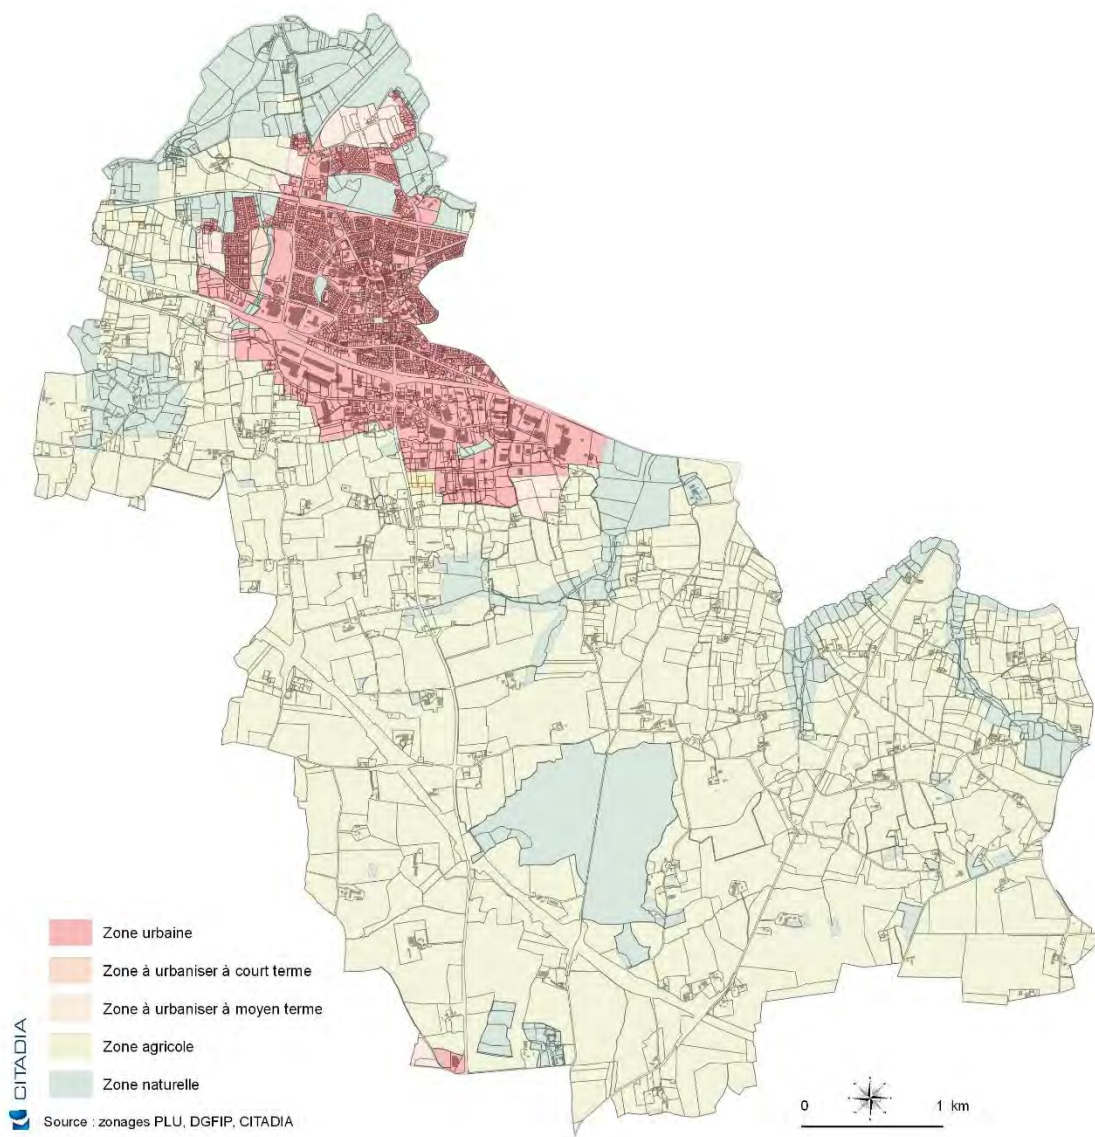 Zone urbaine
Zone à urbaniser à court terme
Zone à urbaniser à moyen terme
Zone agricole
Zone naturelle
CITADIA
Source : zonages PLU, DGFIP, CITADIA
0 1 km